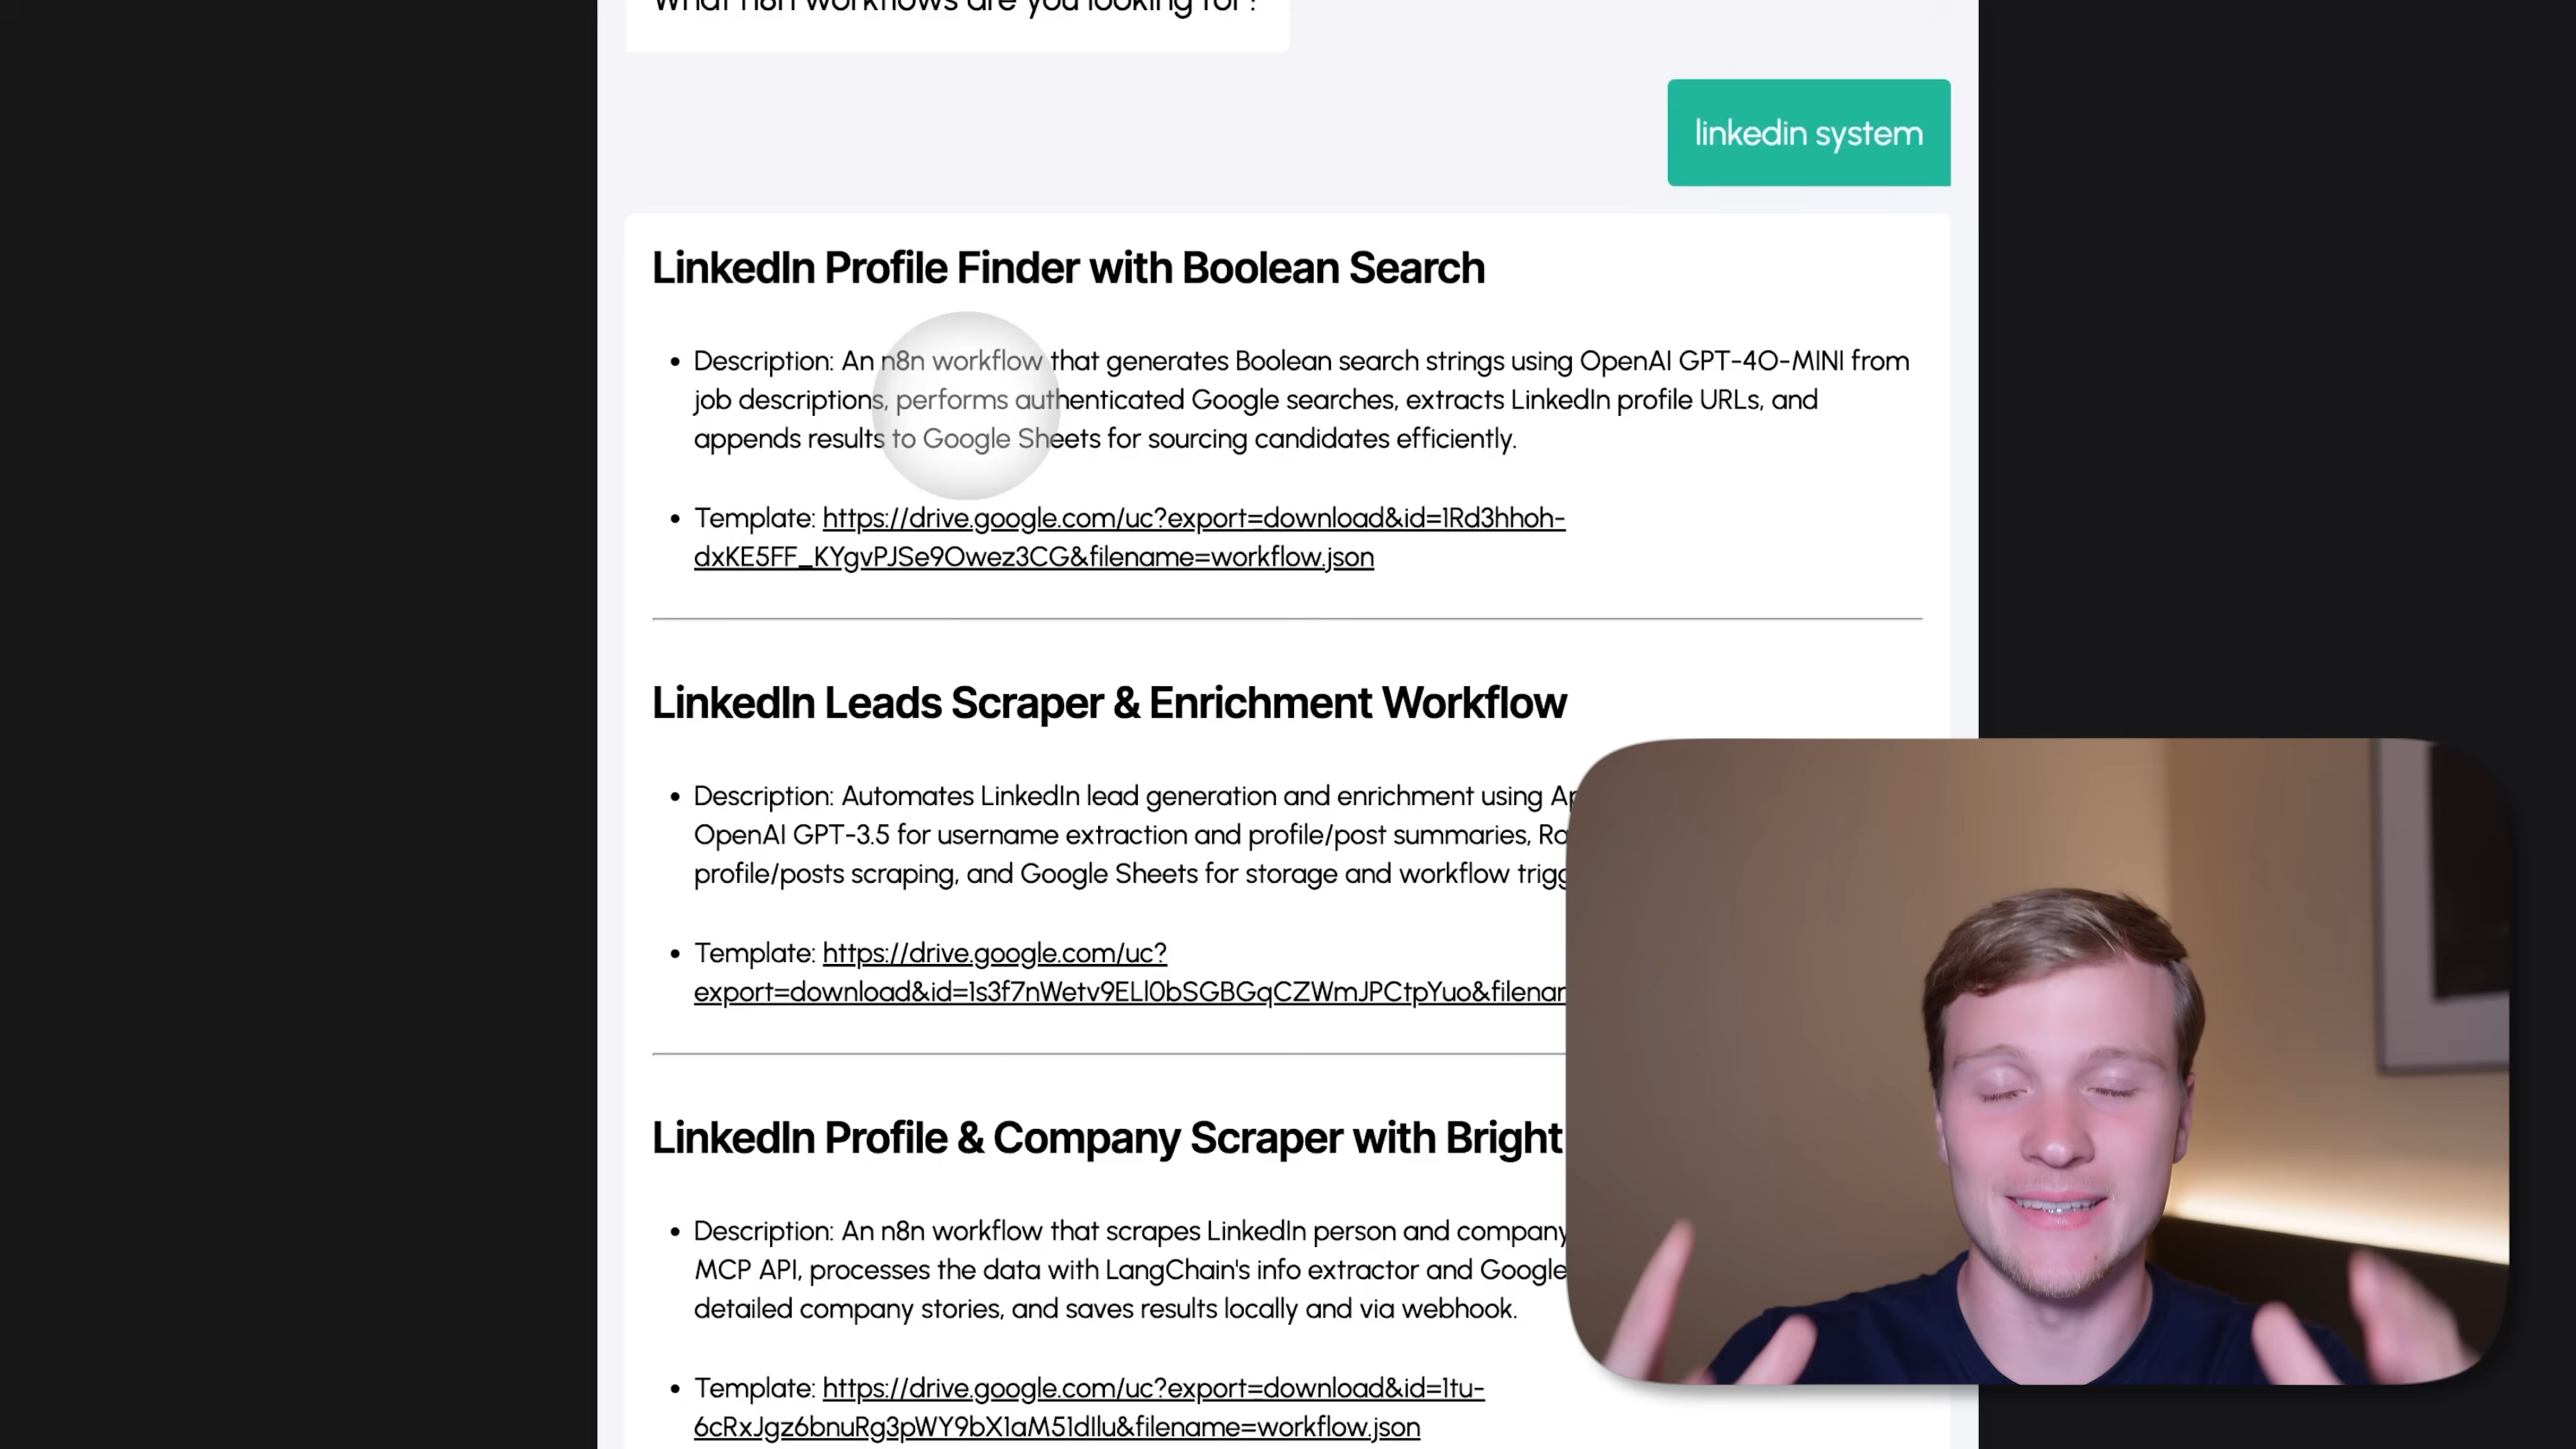 What n8n workflows are you looking for?
linkedin system
LinkedIn Profile Finder with Boolean Search
• Description: An n8n workflow that generates Boolean search strings using OpenAI GPT-4O-MINI from
job descriptions, performs authenticated Google searches, extracts LinkedIn profile URLs, and
appends results to Google Sheets for sourcing candidates efficiently.
• Template: https://drive.google.com/uc?export=download&id=1Rd3hhoh-
dxKE5FF_KYgvPJSe9Owez3CG&filename=workflow.json
LinkedIn Leads Scraper & Enrichment Workflow
• Description: Automates LinkedIn lead generation and enrichment using
OpenAI GPT-3.5 for username extraction and profile/post summaries,
profile/posts scraping, and Google Sheets for storage and workflow
• Template: https://drive.google.com/uc?
export=download&id=1s3f7nWetv9ELl0bSGBGqCZWmJPCtpYuo&filenar
LinkedIn Profile & Company Scraper with Bright
• Description: An n8n workflow that scrapes LinkedIn person and company
MCP API, processes the data with LangChain's info extractor and Google
detailed company stories, and saves results locally and via webhook.
• Template: https://drive.google.com/uc?export=download&id=1tu-
6cRxJgz6bnuRg3pWY9bX1aM51dIlu&filename=workflow.json